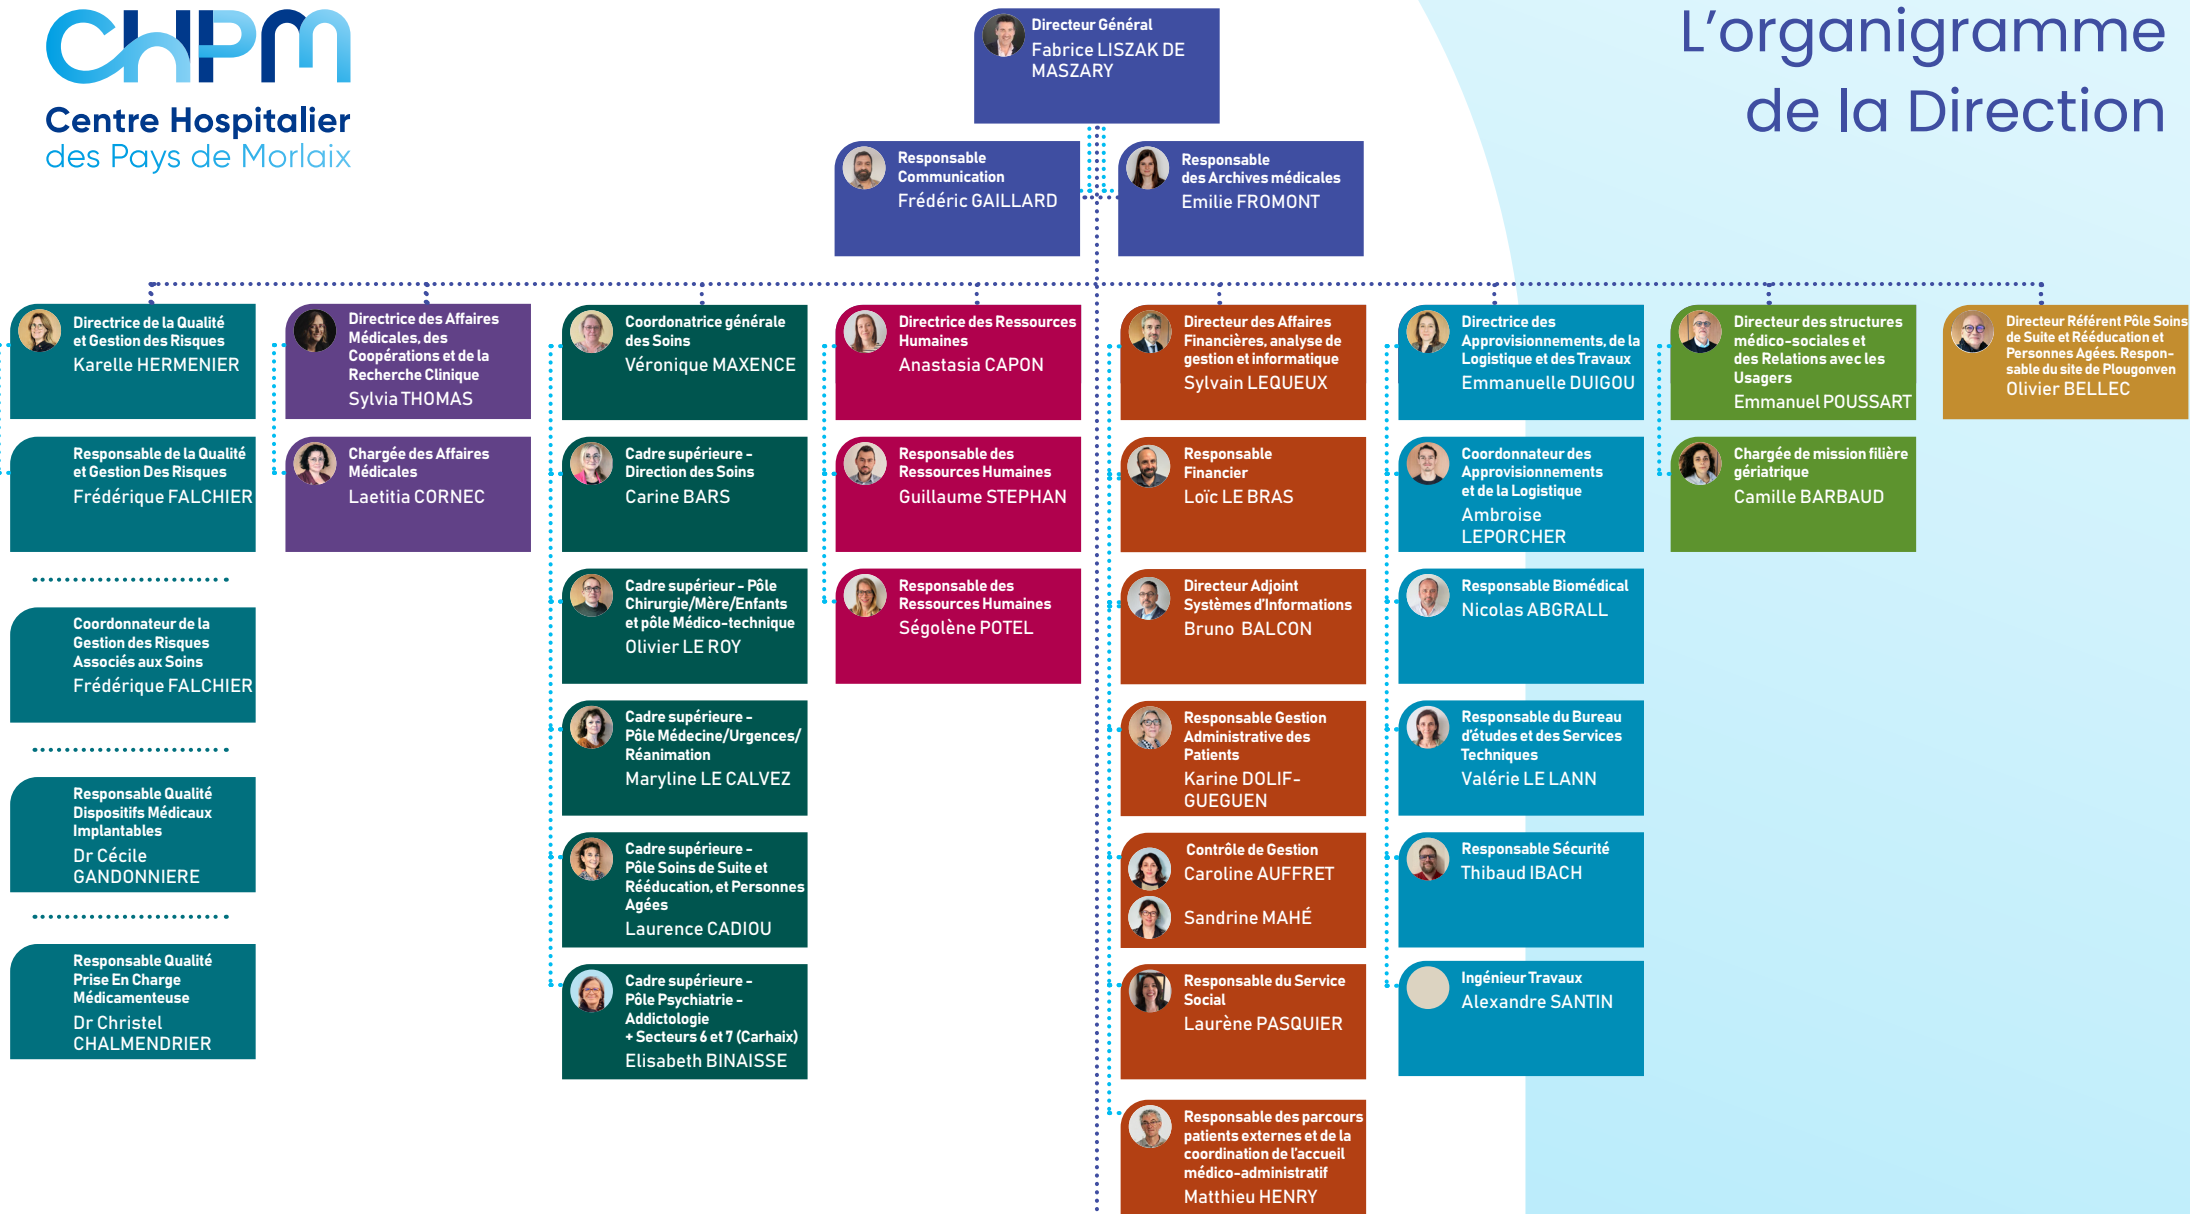 CHPM
Centre Hospitalier
des Pays de Morlaix
L'organigramme
de la Direction
Directeur Général
Fabrice LISZAK DE
MASZARY
Responsable
Communication
Frédéric GAILLARD
Responsable
des Archives médicales
Emilie FROMONT
Directrice de la Qualité
et Gestion des Risques
Karelle HERMENIER
Responsable de la Qualité
et Gestion Des Risques
Frédérique FALCHIER
Coordonnateur de la
Gestion des Risques
Associés aux Soins
Frédérique FALCHIER
Responsable Qualité
Dispositifs Médicaux
Implantables
Dr Cécile
GANDONNIERE
Responsable Qualité
Prise En Charge
Médicamenteuse
Dr Christel
CHALMENDRIER
Directrice des Affaires
Médicales, des
Coopérations et de la
Recherche Clinique
Sylvia THOMAS
Chargée des Affaires
Médicales
Laetitia CORNEC
Coordonatrice générale
des Soins
Véronique MAXENCE
Cadre supérieure -
Direction des Soins
Carine BARS
Cadre supérieur - Pôle
Chirurgie/Mère/Enfants
et pôle Médico-technique
Olivier LE ROY
Cadre supérieure -
Pôle Médecine/Urgences/
Réanimation
Maryline LE CALVEZ
Cadre supérieure -
Pôle Soins de Suite et
Rééducation, et Personnes
Agées
Laurence CADIOU
Cadre supérieure -
Pôle Psychiatrie -
Addictologie
+ Secteurs 6 et 7 (Carhaix)
Elisabeth BINAISSE
Directrice des Ressources
Humaines
Anastasia CAPON
Responsable des
Ressources Humaines
Guillaume STEPHAN
Responsable des
Ressources Humaines
Ségolène POTEL
Directeur des Affaires
Financières, analyse de
gestion et informatique
Sylvain LEQUEUX
Responsable
Financier
Loïc LE BRAS
Directeur Adjoint
Systèmes d'Informations
Bruno BALCON
Responsable Gestion
Administrative des
Patients
Karine DOLIF-
GUEGUEN
Contrôle de Gestion
Caroline AUFFRET
Sandrine MAHÉ
Responsable du Service
Social
Laurène PASQUIER
Responsable des parcours
patients externes et de la
coordination de l'accueil
médico-administratif
Matthieu HENRY
Directrice des
Approvisionnements, de la
Logistique et des Travaux
Emmanuelle DUIGOU
Coordonnateur des
Approvisionnements
et de la Logistique
Ambroise
LEPORCHER
Responsable Biomédical
Nicolas ABGRALL
Responsable du Bureau
d'études et des Services
Techniques
Valérie LE LANN
Responsable Sécurité
Thibaud IBACH
Ingénieur Travaux
Alexandre SANTIN
Directeur des structures
médico-sociales et
des Relations avec les
Usagers
Emmanuel POUSSART
Chargée de mission filière
gériatrique
Camille BARBAUD
Directeur Référent Pôle Soins
de Suite et Rééducation et
Personnes Agées. Respon-
sable du site de Plougonven
Olivier BELLEC